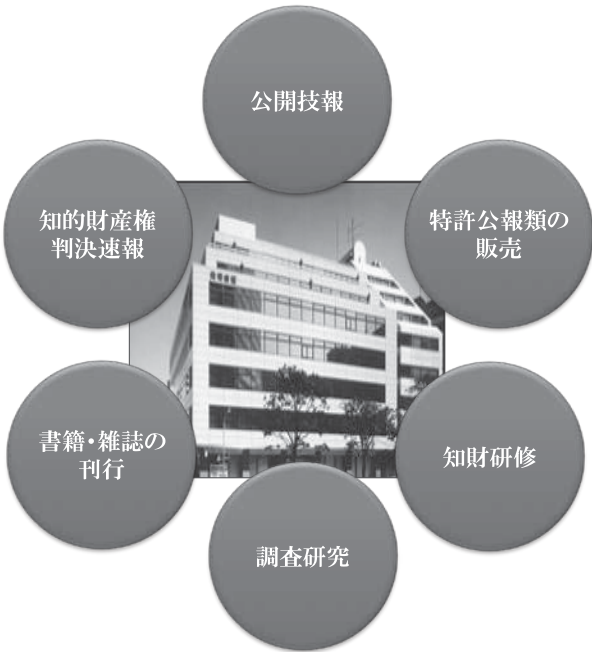 公開技報
知的財産権
判決速報
特許公報類の
販売
書籍・雑誌の
刊行
知財研修
調査研究